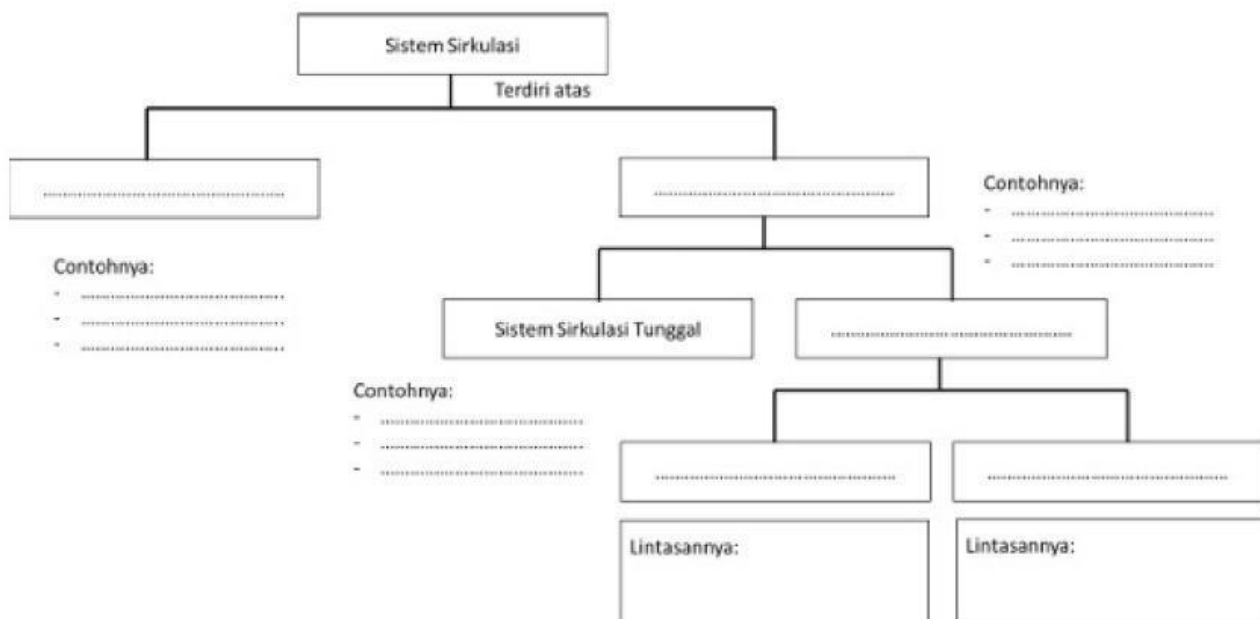 Sistem Sirkulasi
Terdiri atas
..........................................
..........................................
Contohnya:
- ...................................
- ...................................
- ...................................
Contohnya:
- ...................................
- ...................................
- ...................................
Sistem Sirkulasi Tunggal
..........................................
Contohnya:
- ...................................
- ...................................
- ...................................
..........................................
..........................................
Lintasannya:
Lintasannya: